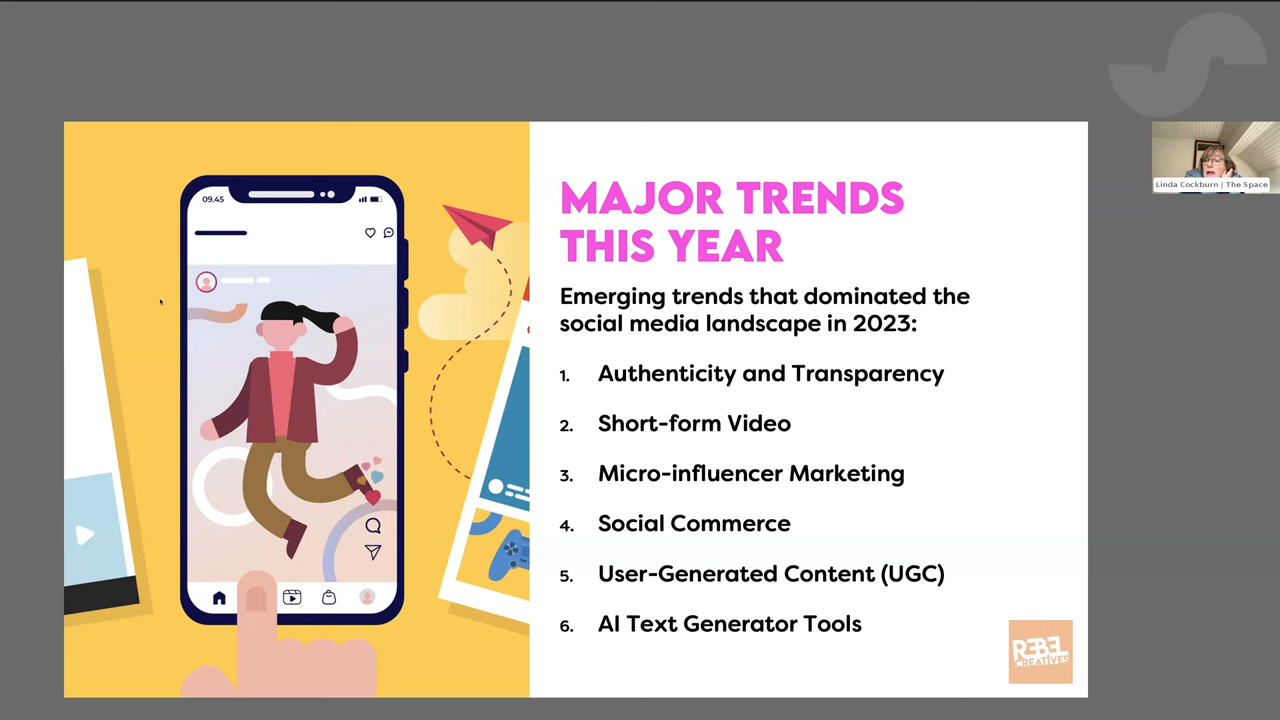 Linda Cockburn | The Space
09.45
MAJOR TRENDS
THIS YEAR
Emerging trends that dominated the
social media landscape in 2023:
1. Authenticity and Transparency
2. Short-form Video
3. Micro-influencer Marketing
4. Social Commerce
5. User-Generated Content (UGC)
6. AI Text Generator Tools
REBEL
CREATIVES